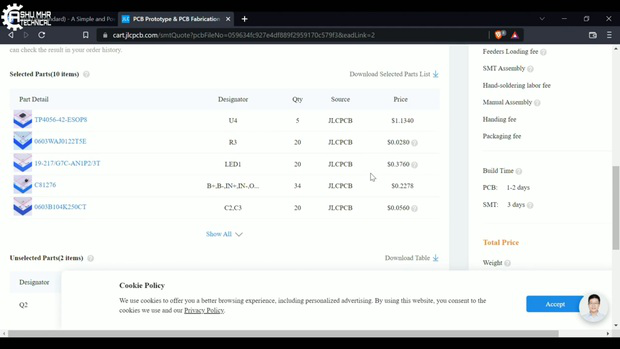 ASHU MHR
TECHNICAL
ndard) - A Simple and Po
PCB Prototype & PCB Fabrication
cart.jlcpcb.com/smtQuote?pcbFileNo=059634fc927e4df889f2959170c579f3&eadLink=2
can check the result in your order history.
Selected Parts(10 items)
Download Selected Parts List
Part Detail Designator Qty Source Price
TP4056-42-ESOP8 U4 5 JLCPCB $1.1340
0603WAJ0122T5E R3 20 JLCPCB $0.0280
19-217/G7C-AN1P2/3T LED1 20 JLCPCB $0.3760
C81276 B+,B-,IN+,IN-,O... 34 JLCPCB $0.2278
0603B104K250CT C2,C3 20 JLCPCB $0.0560
Show All
Unselected Parts(2 items)
Download Table
Designator
Q2
Feeders Loading fee
SMT Assembly
Hand-soldering labor fee
Manual Assembly
Handing fee
Packaging fee
Build Time
PCB: 1-2 days
SMT: 3 days
Total Price
Weight
Cookie Policy
We use cookies to offer you a better browsing experience, including personalized advertising. By using this website, you consent to the
cookies we use and our Privacy Policy.
Accept